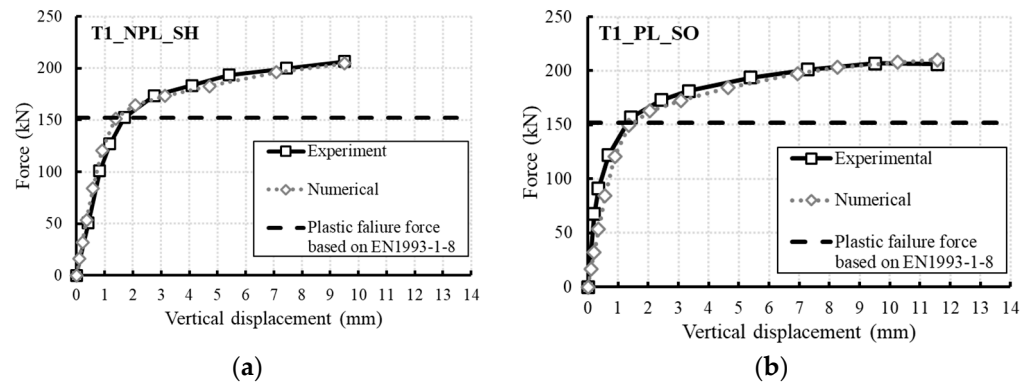 T1_NPL_SH
250
200
150
100
50
0
Force (kN)
Experiment
Numerical
Plastic faliure force
based on EN1993-1-8
0 1 2 3 4 5 6 7 8 9 10 11 12 13 14
Vertical displacement (mm)
(a)
T1_PL_SO
250
200
150
100
50
0
Force (kN)
Experimental
Numerical
Plastic failure force
based on EN1993-1-8
0 1 2 3 4 5 6 7 8 9 10 11 12 13 14
Vertical displacement (mm)
(b)